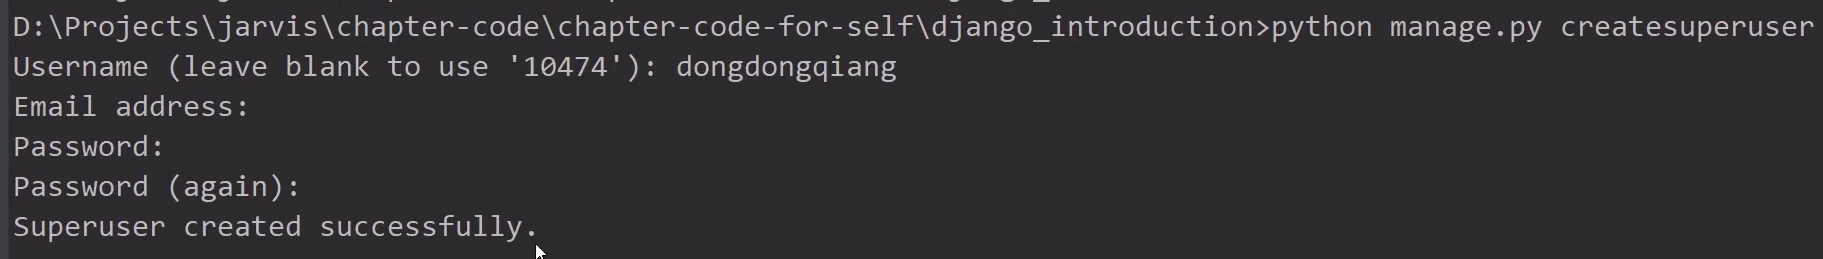 D:\Projects\jarvis\chapter-code\chapter-code-for-self\django_introduction>python manage.py createsuperuser
Username (leave blank to use '10474'): dongdongqiang
Email address:
Password:
Password (again):
Superuser created successfully.